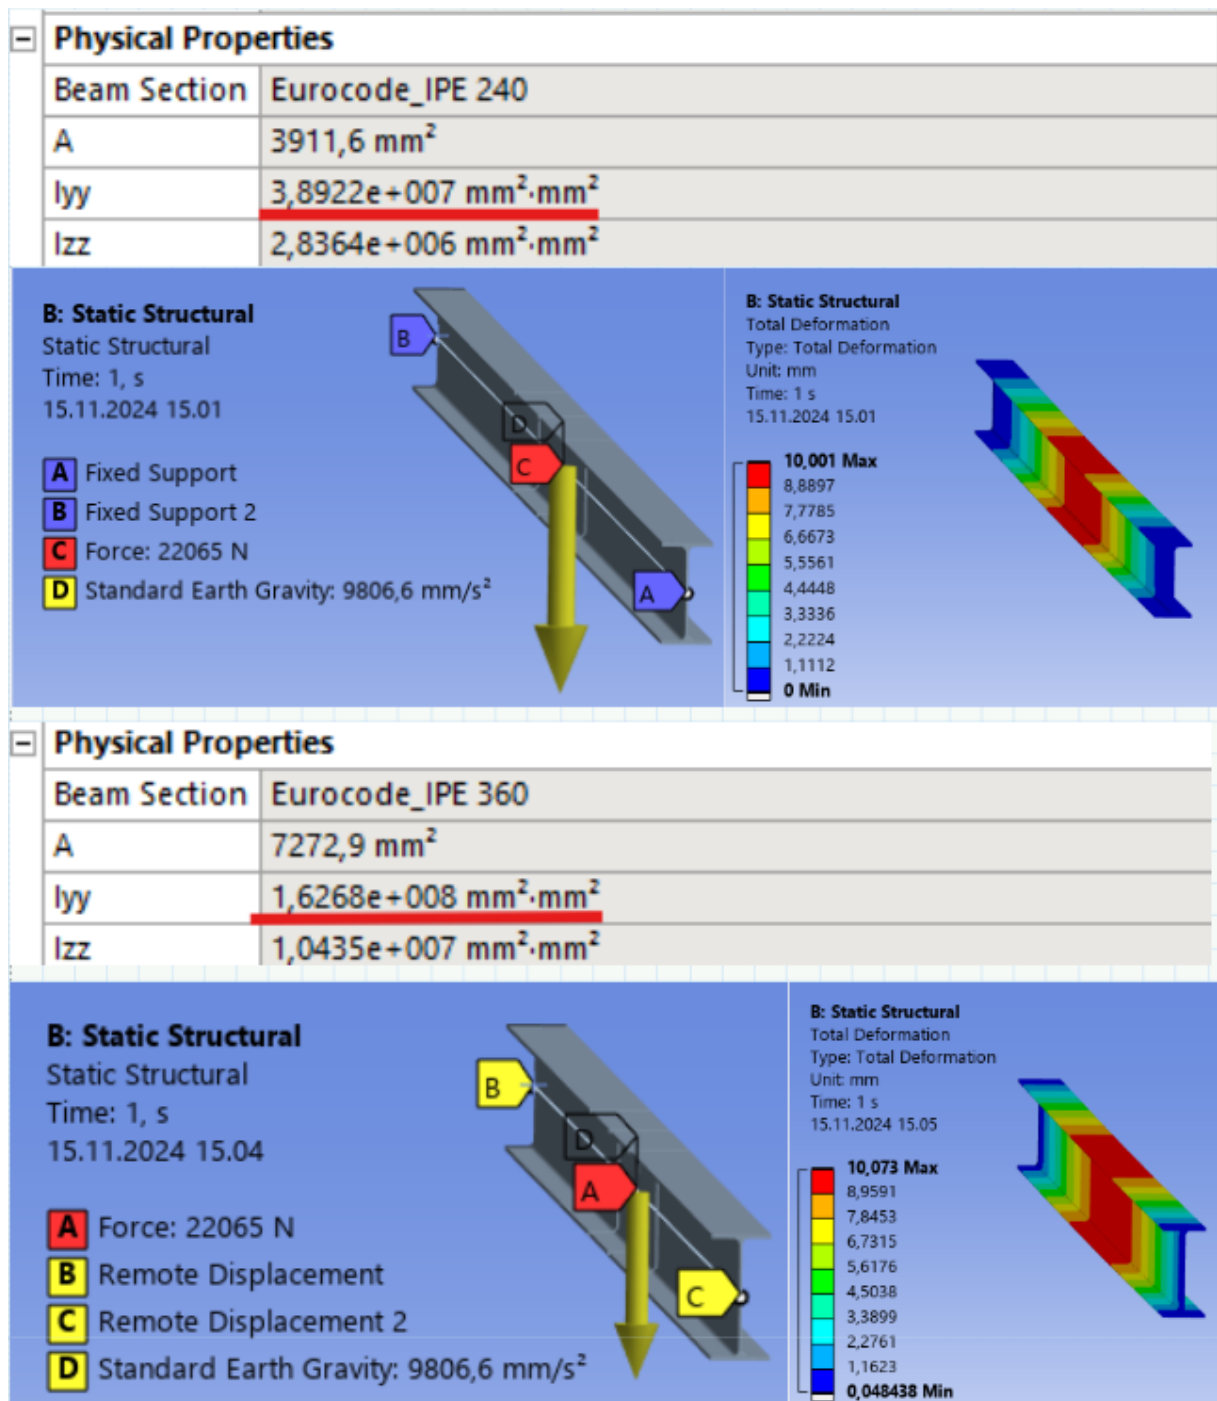 Physical Properties
Beam Section Eurocode_IPE 240
A 3911,6 mm²
Iyy 3,8922e+007 mm²·mm²
Izz 2,8364e+006 mm²·mm²
B: Static Structural
Static Structural
Time: 1, s
15.11.2024 15.01
A Fixed Support
B Fixed Support 2
C Force: 22065 N
D Standard Earth Gravity: 9806,6 mm/s²
B
D
C
A
B: Static Structural
Total Deformation
Type: Total Deformation
Unit: mm
Time: 1 s
15.11.2024 15.01
10,001 Max
8,8897
7,7785
6,6673
5,5561
4,4448
3,3336
2,2224
1,1112
0 Min
Physical Properties
Beam Section Eurocode_IPE 360
A 7272,9 mm²
Iyy 1,6268e+008 mm²·mm²
Izz 1,0435e+007 mm²·mm²
B: Static Structural
Static Structural
Time: 1, s
15.11.2024 15.04
A Force: 22065 N
B Remote Displacement
C Remote Displacement 2
D Standard Earth Gravity: 9806,6 mm/s²
B
D
A
C
B: Static Structural
Total Deformation
Type: Total Deformation
Unit: mm
Time: 1 s
15.11.2024 15.05
10,073 Max
8,9591
7,8453
6,7315
5,6176
4,5038
3,3899
2,2761
1,1623
0,048438 Min